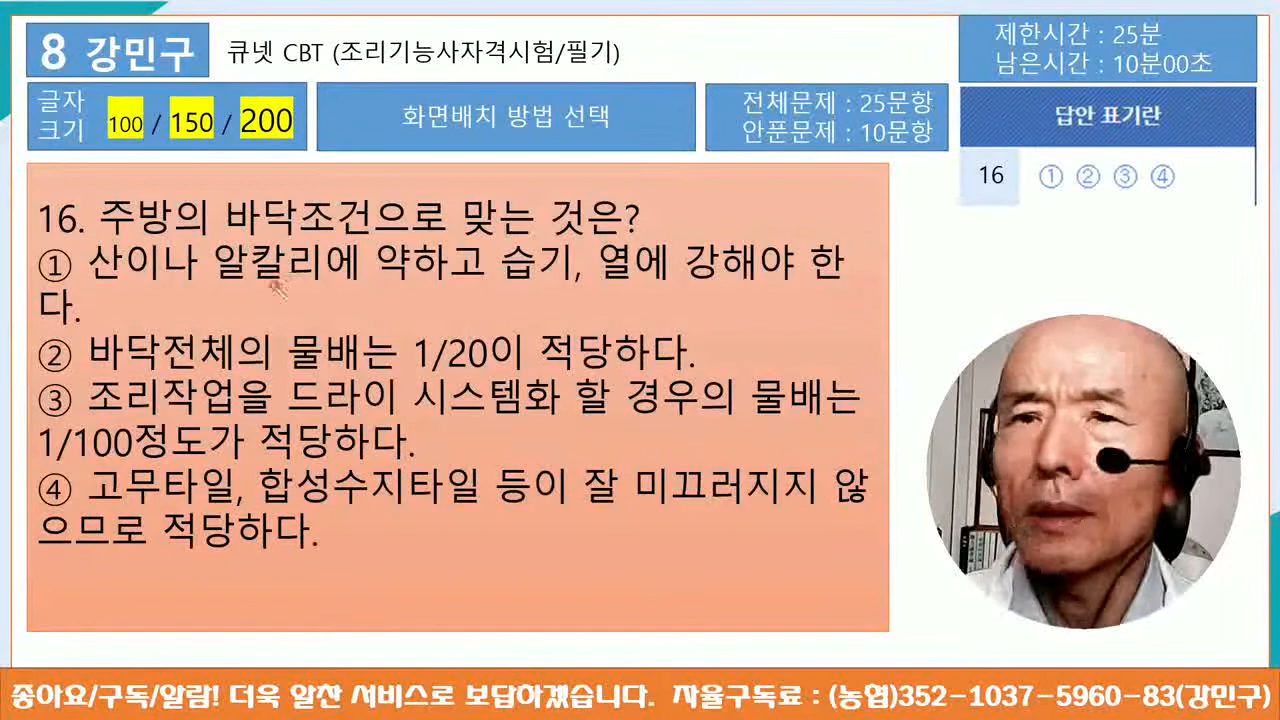 8 강민구
큐넷 CBT (조리기능사자격시험/필기)
제한시간 : 25분
남은시간 : 10분00초
글자
크기
100 / 150 / 200
화면배치 방법 선택
전체문제 : 25문항
안푼문제 : 10문항
답안 표기란
16 ① ② ③ ④
16. 주방의 바닥조건으로 맞는 것은?
① 산이나 알칼리에 약하고 습기, 열에 강해야 한
다.
② 바닥전체의 물배는 1/20이 적당하다.
③ 조리작업을 드라이 시스템화 할 경우의 물배는
1/100정도가 적당하다.
④ 고무타일, 합성수지타일 등이 잘 미끄러지지 않
으므로 적당하다.
좋아요/구독/알람! 더욱 알찬 서비스로 보답하겠습니다. 자율구독료 : (농협)352-1037-5960-83(강민구)